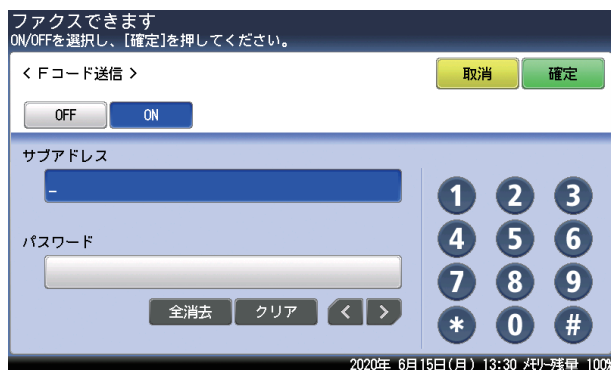 ファクスできます
ON/OFFを選択し、[確定]を押してください。
< Fコード送信 >
取消
確定
OFF
ON
サブアドレス
_
パスワード
全消去
クリア
<
>
1
2
3
4
5
6
7
8
9
*
0
#
2020年 6月15日(月) 13:30 メモリー残量 100%